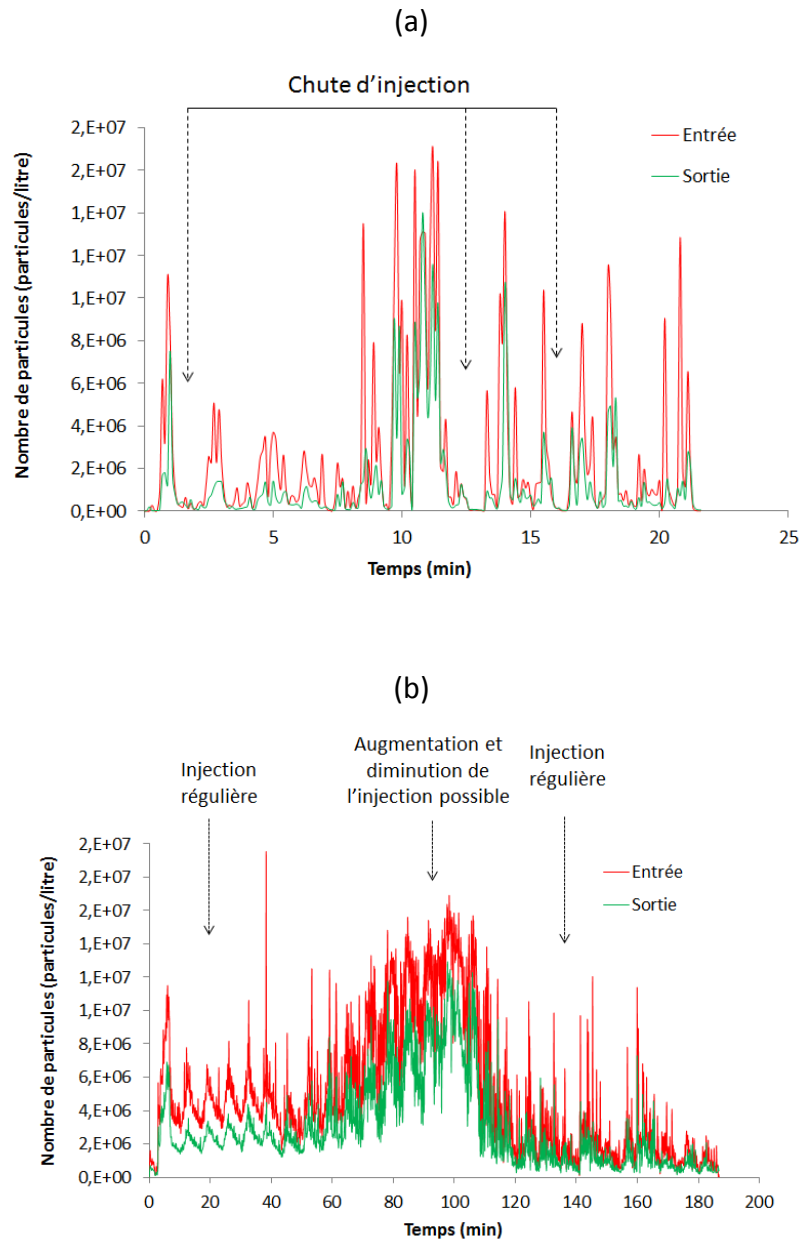 (a)
Chute d'injection
Nombre de particules (particules/litre)
2,E+07
2,E+07
1,E+07
1,E+07
1,E+07
8,E+06
6,E+06
4,E+06
2,E+06
0,E+00
Entrée
Sortie
0 5 10 15 20 25
Temps (min)
(b)
Injection
régulière
Augmentation et
diminution de
l'injection possible
Injection
régulière
Nombre de particules (particules/litre)
2,E+07
2,E+07
2,E+07
1,E+07
1,E+07
1,E+07
8,E+06
6,E+06
4,E+06
2,E+06
0,E+00
Entrée
Sortie
0 20 40 60 80 100 120 140 160 180 200
Temps (min)